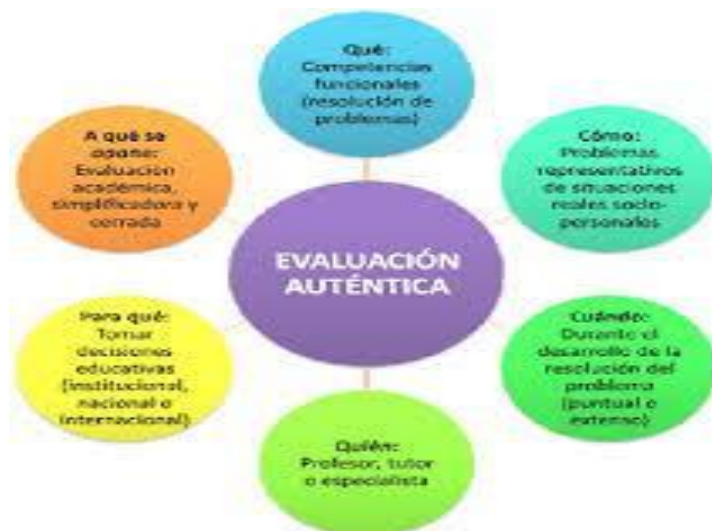 Qué:
Competencias
funcionales
(resolución de
problemas)
Cómo:
Problemas
representativos
de situaciones
reales socio-
personales
Cuándo:
Durante el
desarrollo de la
resolución del
problema
(puntual o
extenso)
Quién:
Profesor, tutor
o especialista
Para qué:
Tomar
decisiones
educativas
(institucional,
nacional o
internacional)
A qué se
opone:
Evaluación
académica,
simplificadora y
cerrada
EVALUACIÓN
AUTÉNTICA